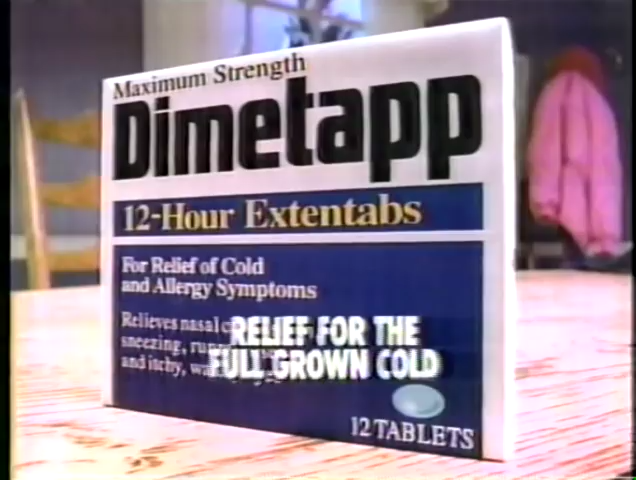 Maximum Strength
Dimetapp
12-Hour Extentabs
For Relief of Cold
and Allergy Symptoms
Relieves nasal
sneezing,
and itchy,
RELIEF FOR THE
FULL GROWN COLD
12 TABLETS